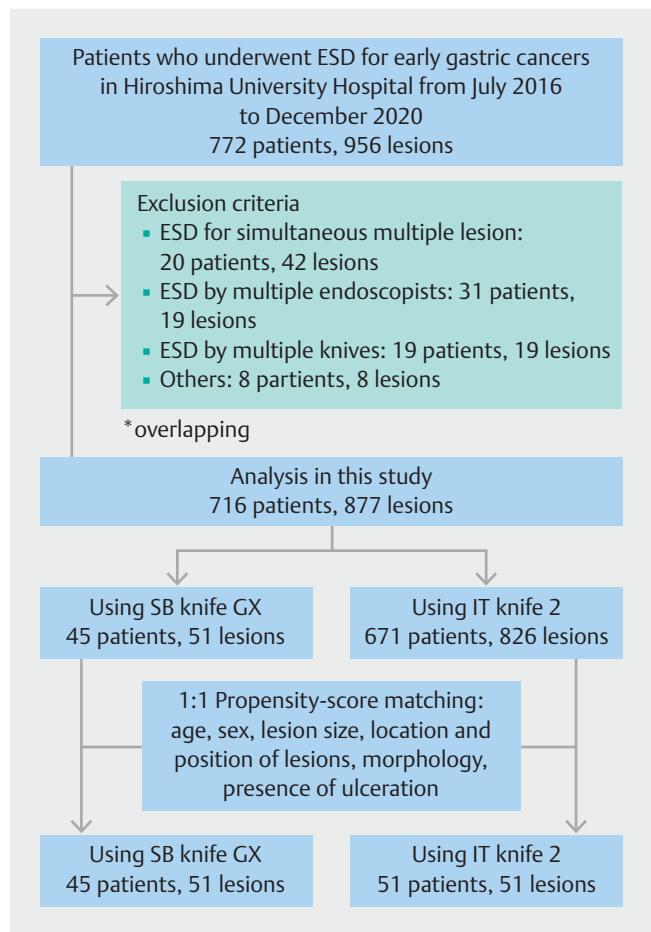 Patients who underwent ESD for early gastric cancers
in Hiroshima University Hospital from July 2016
to December 2020
772 patients, 956 lesions
Exclusion criteria
▪ ESD for simultaneous multiple lesion:
20 patients, 42 lesions
▪ ESD by multiple endoscopists: 31 patients,
19 lesions
▪ ESD by multiple knives: 19 patients, 19 lesions
▪ Others: 8 partients, 8 lesions
*overlapping
Analysis in this study
716 patients, 877 lesions
Using SB knife GX
45 patients, 51 lesions
Using IT knife 2
671 patients, 826 lesions
1:1 Propensity-score matching:
age, sex, lesion size, location and
position of lesions, morphology,
presence of ulceration
Using SB knife GX
45 patients, 51 lesions
Using IT knife 2
51 patients, 51 lesions